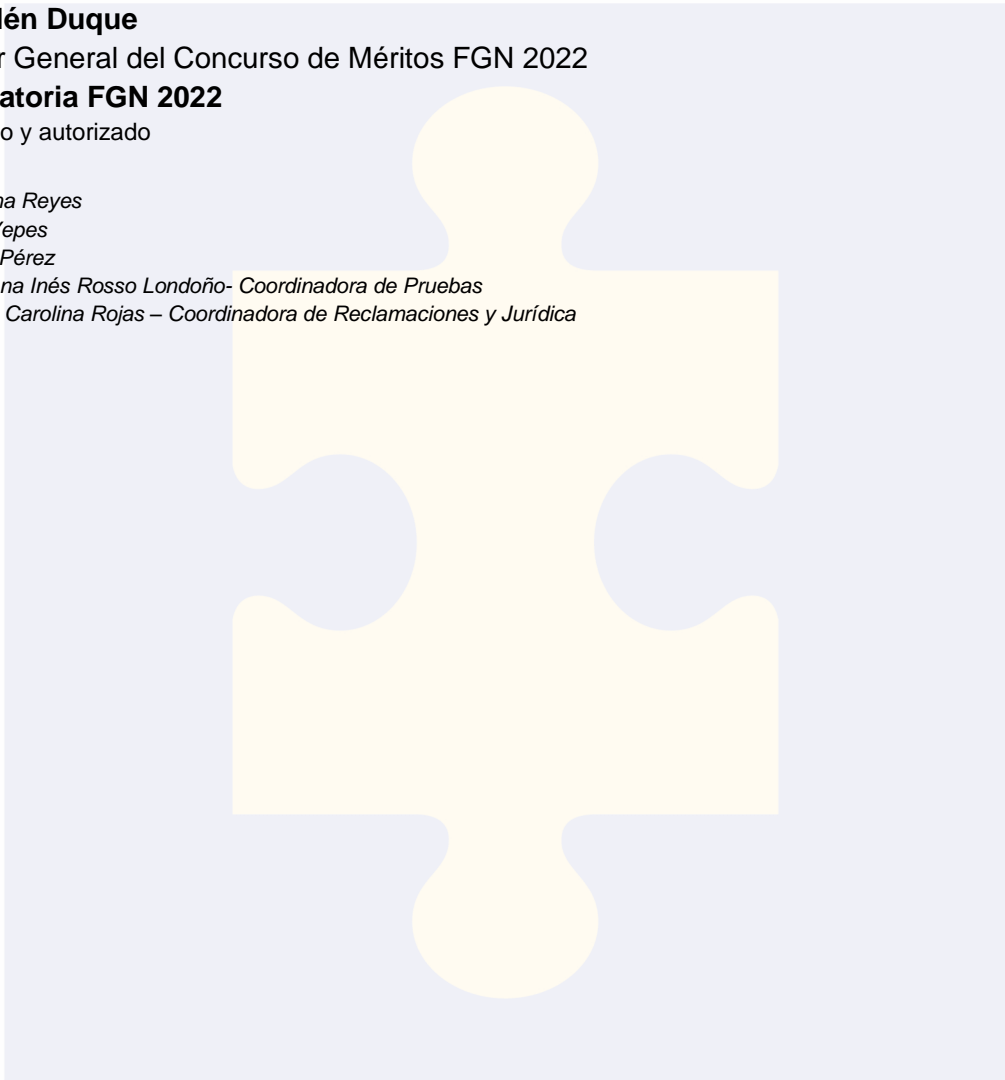 lén Duque
r General del Concurso de Méritos FGN 2022
atoria FGN 2022
o y autorizado
na Reyes
Yepes
Pérez
na Inés Rosso Londoño- Coordinadora de Pruebas
Carolina Rojas – Coordinadora de Reclamaciones y Jurídica